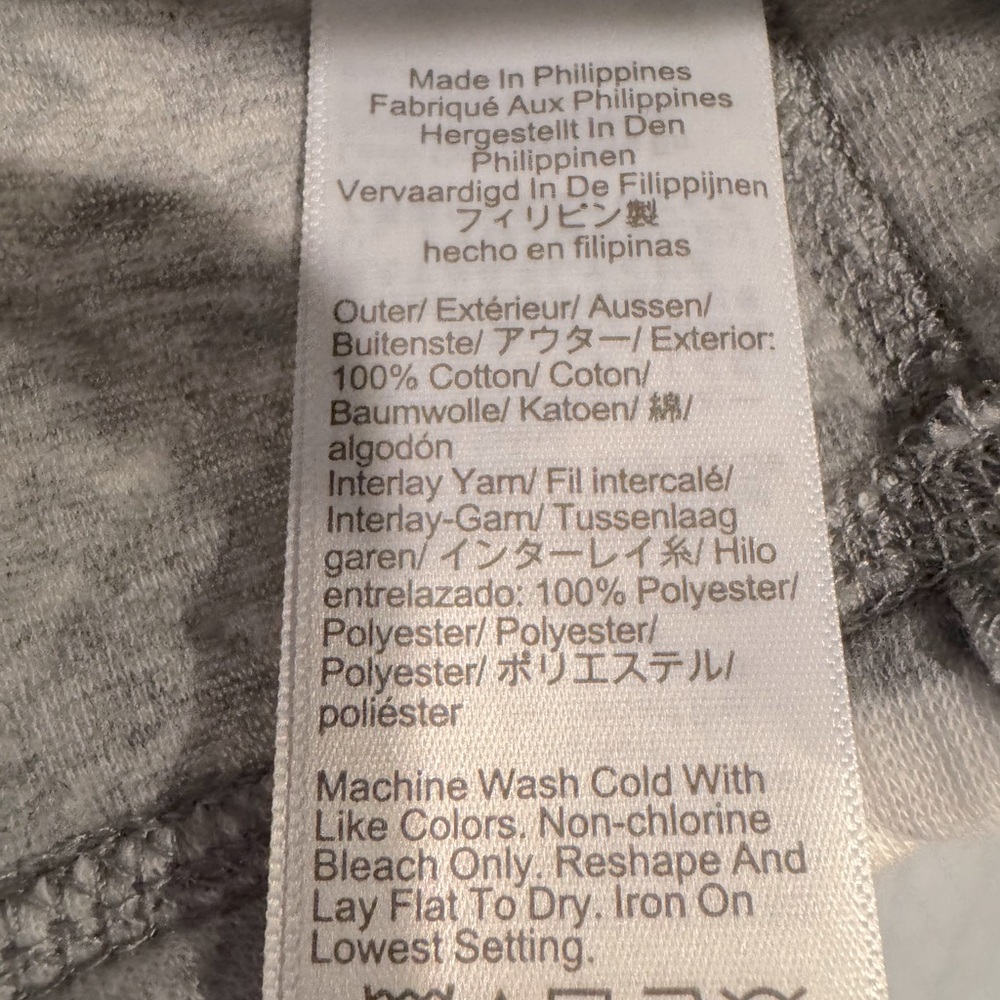 Made In Philippines
Fabriqué Aux Philippines
Hergestellt In Den
Philippinen
Vervaardigd In De Filippijnen
フィリピン製
hecho en filipinas
Outer/ Extérieur/ Aussen/
Buitenste/ アウター/ Exterior:
100% Cotton/ Coton/
Baumwolle/ Katoen/ 綿/
algodón
Interlay Yarn/ Fil intercalé/
Interlay-Garn/ Tussenlaag
garen/ インターレイ糸/ Hilo
entrelazado: 100% Polyester/
Polyester/ Polyester/
Polyester/ ポリエステル/
poliéster
Machine Wash Cold With
Like Colors. Non-chlorine
Bleach Only. Reshape And
Lay Flat To Dry. Iron On
Lowest Setting.